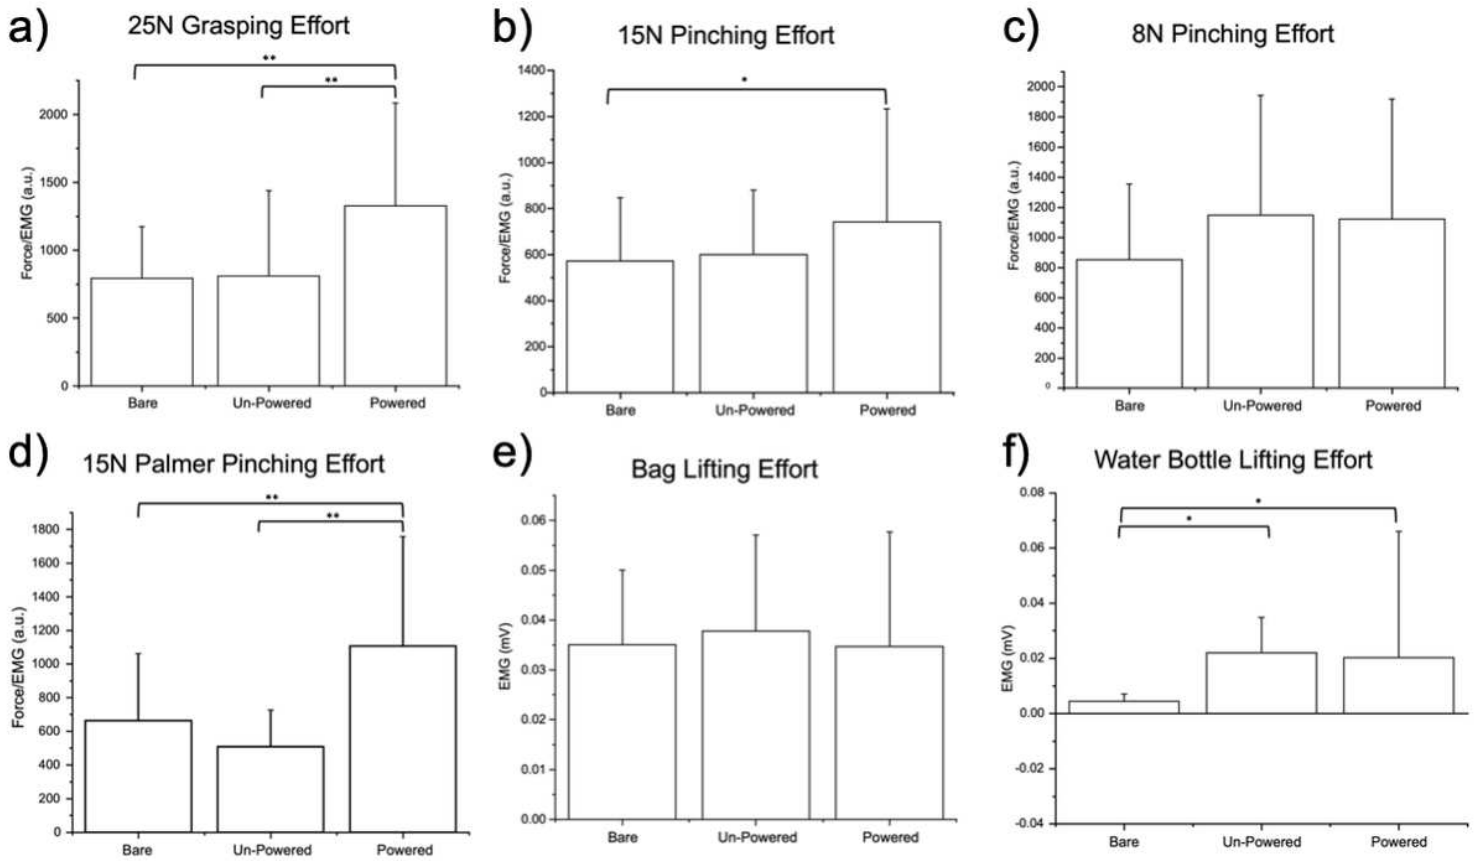 a)
25N Grasping Effort
**
**
Force/EMG (a.u.)
2000
1500
1000
500
0
Bare Un-Powered Powered
b)
15N Pinching Effort
*
Force/EMG (a.u.)
1400
1200
1000
800
600
400
200
0
Bare Un-Powered Powered
c)
8N Pinching Effort
Force/EMG (a.u.)
2000
1800
1600
1400
1200
1000
800
600
400
200
0
Bare Un-Powered Powered
d)
15N Palmer Pinching Effort
**
**
Force/EMG (a.u.)
1800
1600
1400
1200
1000
800
600
400
200
0
Bare Un-Powered Powered
e)
Bag Lifting Effort
EMG (mV)
0.06
0.05
0.04
0.03
0.02
0.01
0.00
Bare Un-Powered Powered
f)
Water Bottle Lifting Effort
*
*
EMG (mV)
0.08
0.06
0.04
0.02
0.00
-0.02
-0.04
Bare Un-Powered Powered